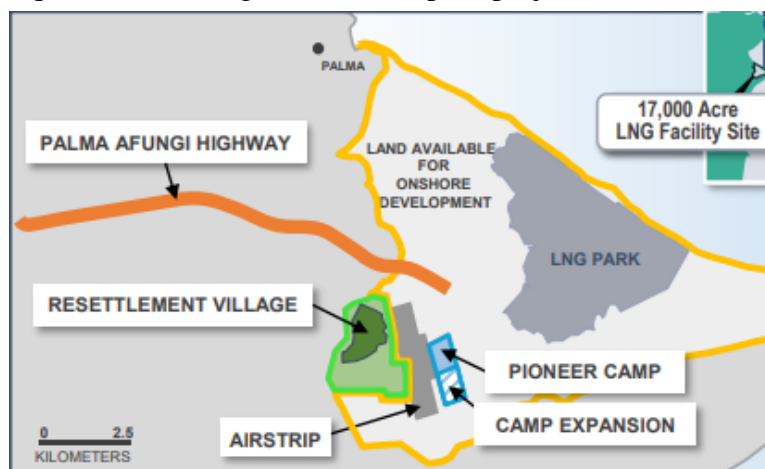 PALMA
17,000 Acre
LNG Facility Site
PALMA AFUNGI HIGHWAY
LAND AVAILABLE
FOR
ONSHORE
DEVELOPMENT
LNG PARK
RESETTLEMENT VILLAGE
PIONEER CAMP
CAMP EXPANSION
AIRSTRIP
0 2.5
KILOMETERS